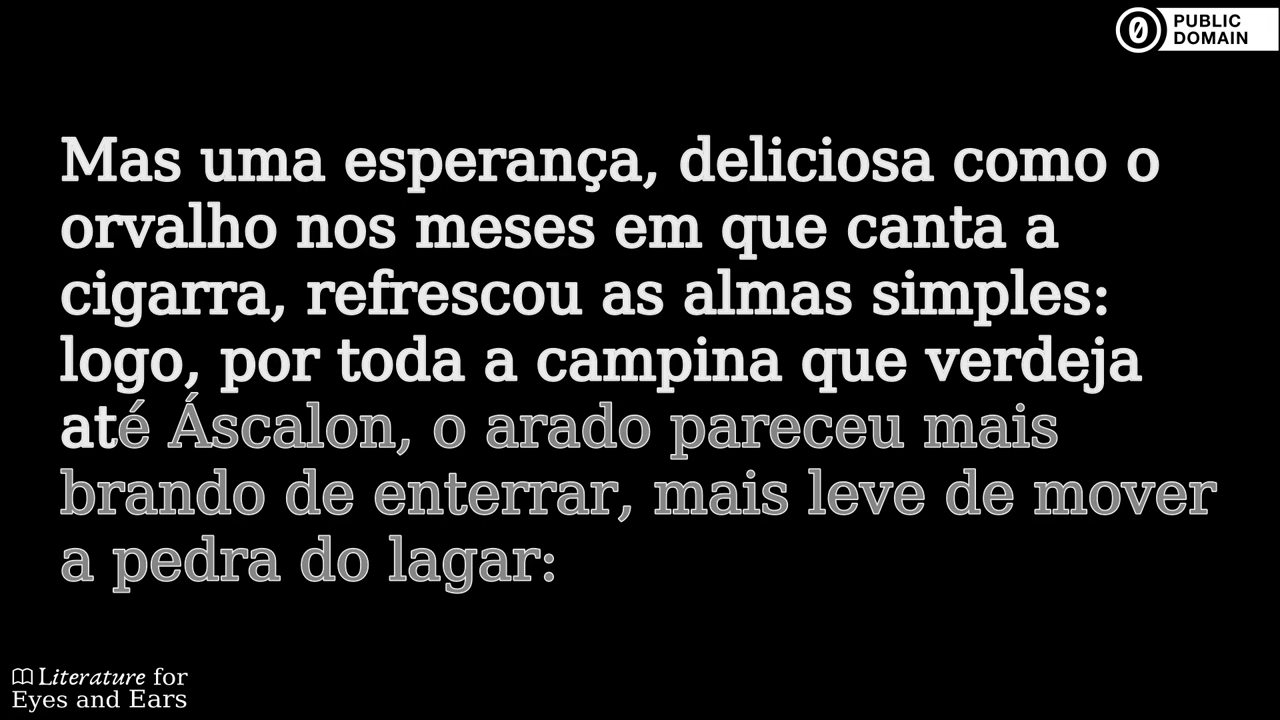 PUBLIC
DOMAIN
Mas uma esperança, deliciosa como o
orvalho nos meses em que canta a
cigarra, refrescou as almas simples:
logo, por toda a campina que verdeja
até Áscalon, o arado pareceu mais
brando de enterrar, mais leve de mover
a pedra do lagar:
Literature for
Eyes and Ears